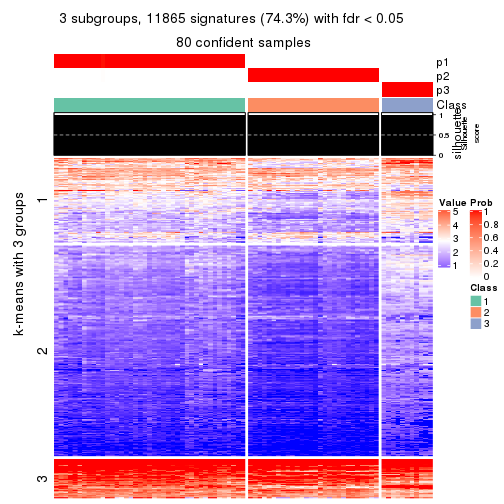 3 subgroups, 11865 signatures (74.3%) with fdr < 0.05
80 confident samples
p1
p2
p3
Class
silhouette
Silhouette
score
1
0.5
0
k-means with 3 groups
1
2
3
Value
5
4
3
2
1
Prob
1
0.8
0.6
0.4
0.2
0
Class
1
2
3